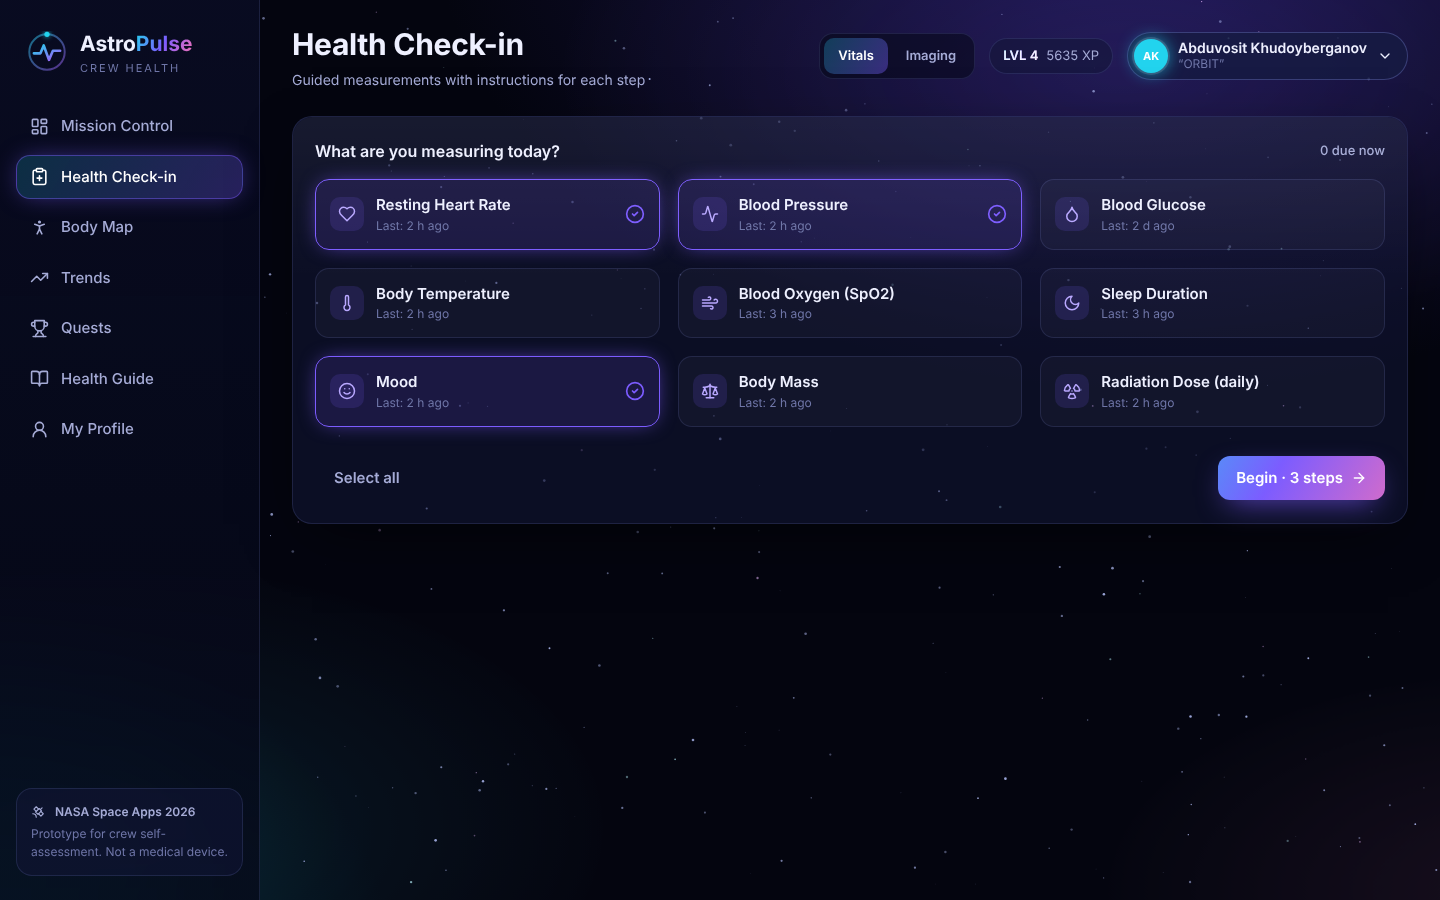 AstroPulse
CREW HEALTH
Mission Control
Health Check-in
Body Map
Trends
Quests
Health Guide
My Profile
NASA Space Apps 2026
Prototype for crew self-
assessment. Not a medical device.
Health Check-in
Guided measurements with instructions for each step
Vitals
Imaging
LVL 4 5635 XP
AK
Abduvosit Khudoyberganov
"ORBIT"
What are you measuring today?
0 due now
Resting Heart Rate
Last: 2 h ago
Blood Pressure
Last: 2 h ago
Blood Glucose
Last: 2 d ago
Body Temperature
Last: 2 h ago
Blood Oxygen (SpO2)
Last: 3 h ago
Sleep Duration
Last: 3 h ago
Mood
Last: 2 h ago
Body Mass
Last: 2 h ago
Radiation Dose (daily)
Last: 2 h ago
Select all
Begin · 3 steps →